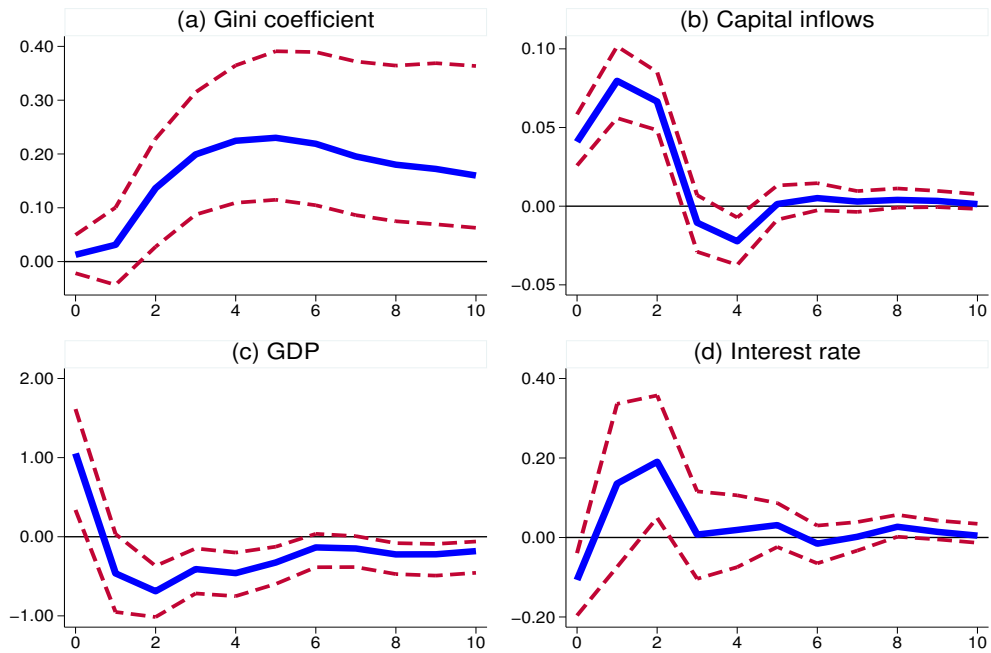 (a) Gini coefficient
0.40
0.30
0.20
0.10
0.00
0 2 4 6 8 10
(b) Capital inflows
0.10
0.05
0.00
−0.05
0 2 4 6 8 10
(c) GDP
2.00
1.00
0.00
−1.00
0 2 4 6 8 10
(d) Interest rate
0.40
0.20
0.00
−0.20
0 2 4 6 8 10